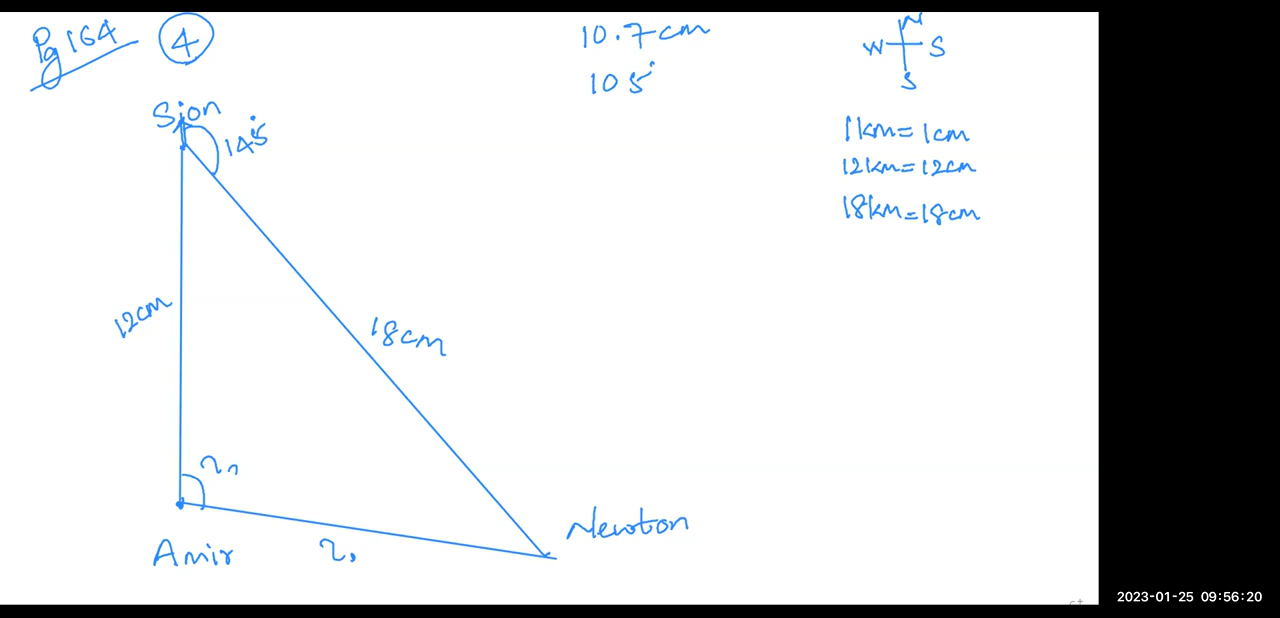 Pg 164 4
10.7cm
105°
N
W S
S
Sion
145°
1km = 1cm
12km = 12cm
18km = 18cm
12cm
18cm
?
Newton
Amir ?
2023-01-25 09:56:20